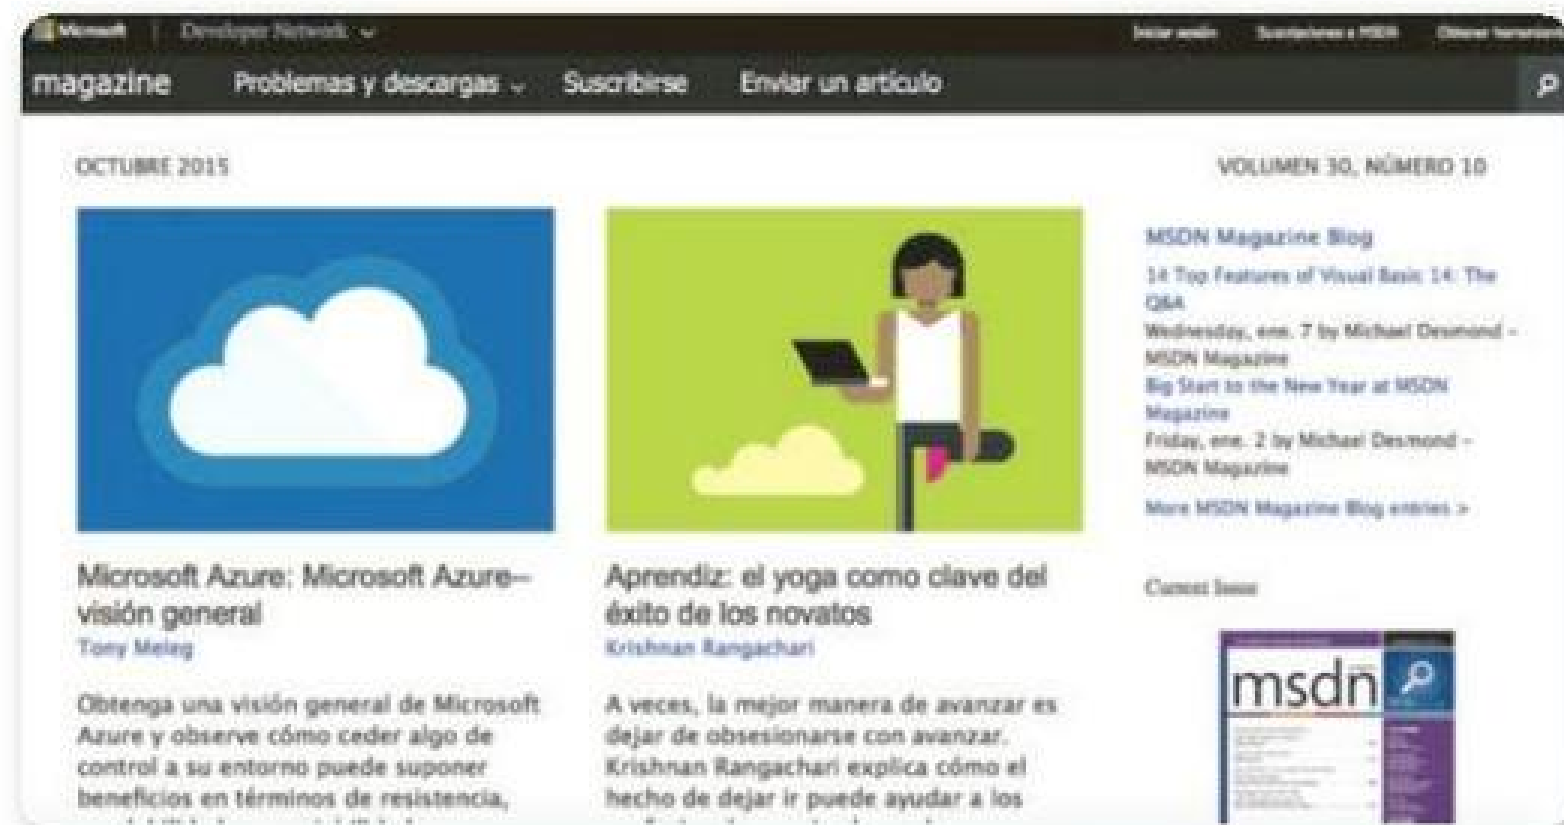 Microsoft | Developer Network
Iniciar sesión Suscripciones a MSDN Obtener
magazine Problemas y descargas Suscribirse Enviar un artículo
OCTUBRE 2015
VOLUMEN 30, NÚMERO 10
Microsoft Azure: Microsoft Azure—
visión general
Tony Meleg
Obtenga una visión general de Microsoft
Azure y observe cómo ceder algo de
control a su entorno puede suponer
beneficios en términos de resistencia,
Aprendiz: el yoga como clave del
éxito de los novatos
Krishnan Rangachari
A veces, la mejor manera de avanzar es
dejar de obsesionarse con avanzar.
Krishnan Rangachari explica cómo el
hecho de dejar ir puede ayudar a los
MSDN Magazine Blog
14 Top Features of Visual Basic 14: The
Q&A
Wednesday, ene. 7 by Michael Desmond –
MSDN Magazine
Big Start to the New Year at MSDN
Magazine
Friday, ene. 2 by Michael Desmond –
MSDN Magazine
More MSDN Magazine Blog entries >
Current Issue
msdn